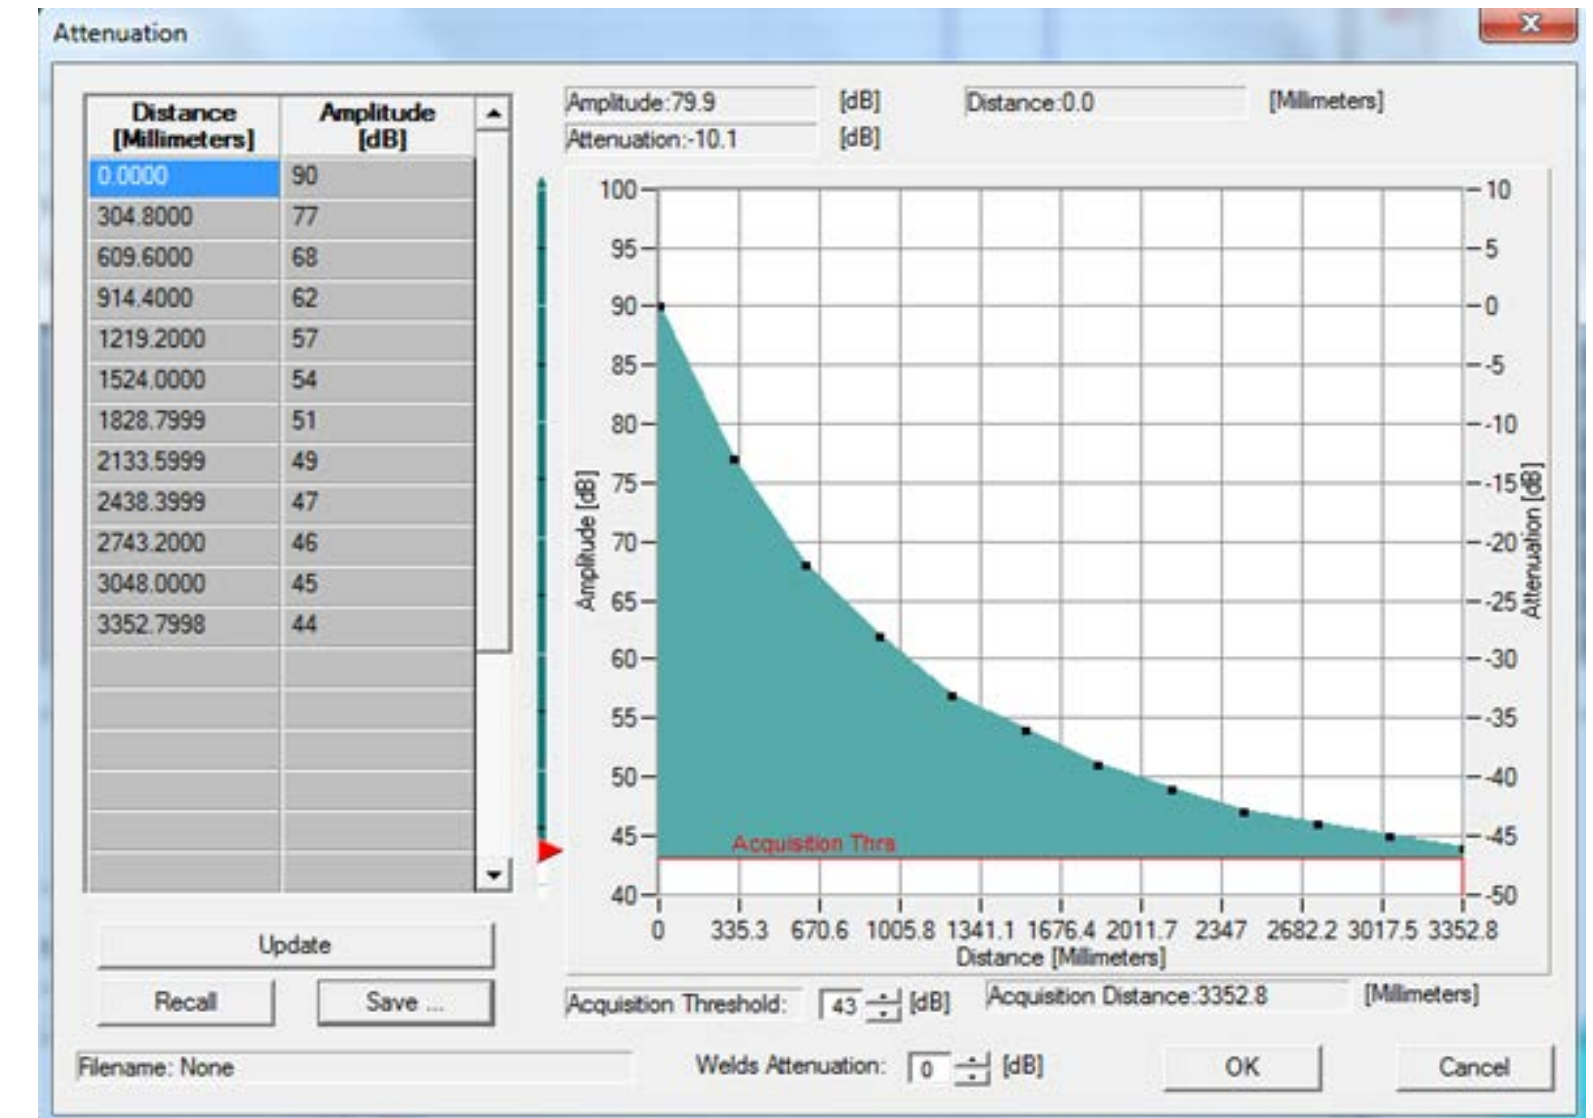 Attenuation
Distance [Millimeters] Amplitude [dB]
0.0000 90
304.8000 77
609.6000 68
914.4000 62
1219.2000 57
1524.0000 54
1828.7999 51
2133.5999 49
2438.3999 47
2743.2000 46
3048.0000 45
3352.7998 44
Update
Recall Save ...
Filename: None
Amplitude:79.9 [dB] Distance:0.0 [Millimeters]
Attenuation:-10.1 [dB]
100 10
95 5
90 0
85 -5
80 -10
75 -15
70 -20
65 -25
60 -30
55 -35
50 -40
45 -45
40 -50
Amplitude [dB]
Attenuation [dB]
Acquisition Thra
0 335.3 670.6 1005.8 1341.1 1676.4 2011.7 2347 2682.2 3017.5 3352.8
Distance [Millimeters]
Acquisition Threshold: 43 [dB] Acquisition Distance:3352.8 [Millimeters]
Welds Attenuation: 0 [dB] OK Cancel